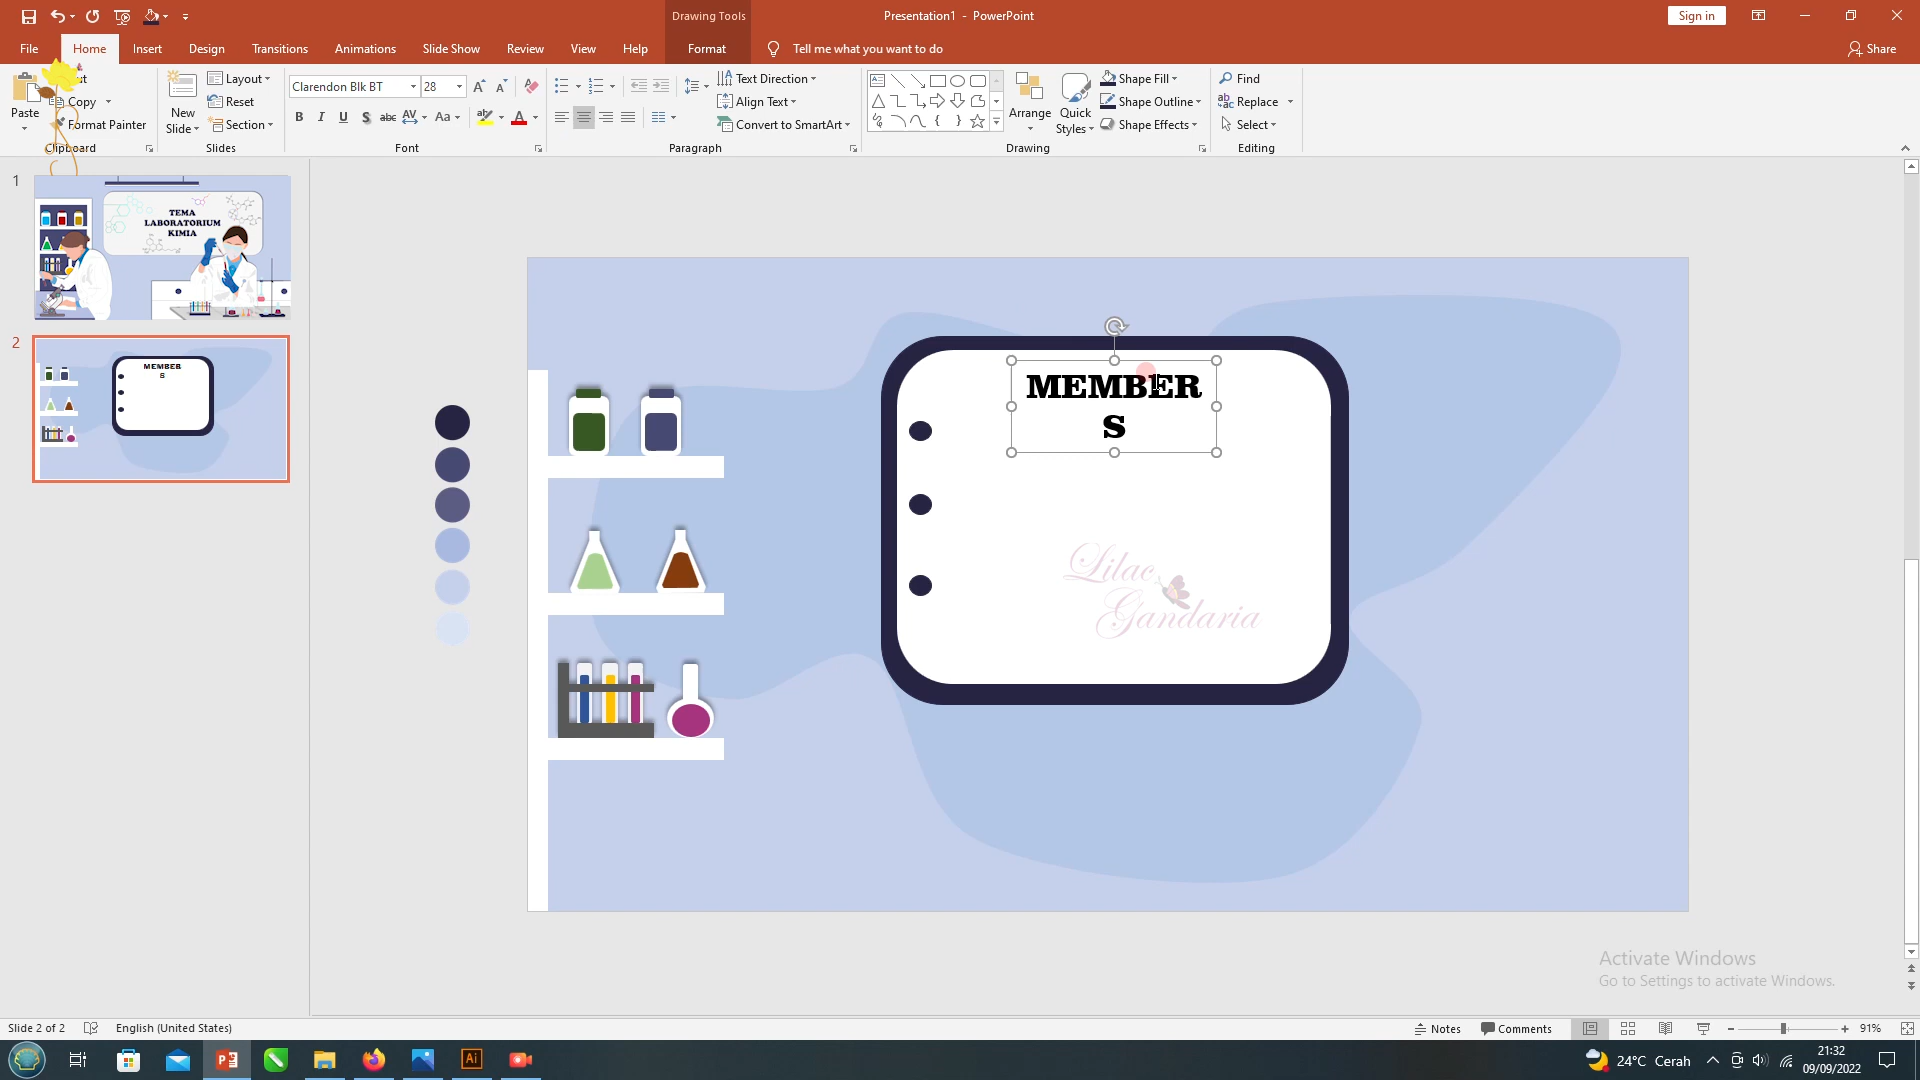 Drawing Tools
Presentation1 - PowerPoint
Sign in
File
Home
Insert
Design
Transitions
Animations
Slide Show
Review
View
Help
Format
Tell me what you want to do
Share
Paste
Copy
Format Painter
Clipboard
New
Slide
Layout
Reset
Section
Slides
Clarendon Blk BT
28
B I U S abc AV Aa A
Font
Text Direction
Align Text
Convert to SmartArt
Paragraph
Arrange
Quick
Styles
Shape Fill
Shape Outline
Shape Effects
Drawing
Find
Replace
Select
Editing
1
TEMA
LABORATORIUM
KIMIA
2
MEMBER
S
MEMBER
S
Lilac
Gandaria
Activate Windows
Go to Settings to activate Windows.
Slide 2 of 2
English (United States)
Notes
Comments
91%
Ai
24°C Cerah
21:32
09/09/2022